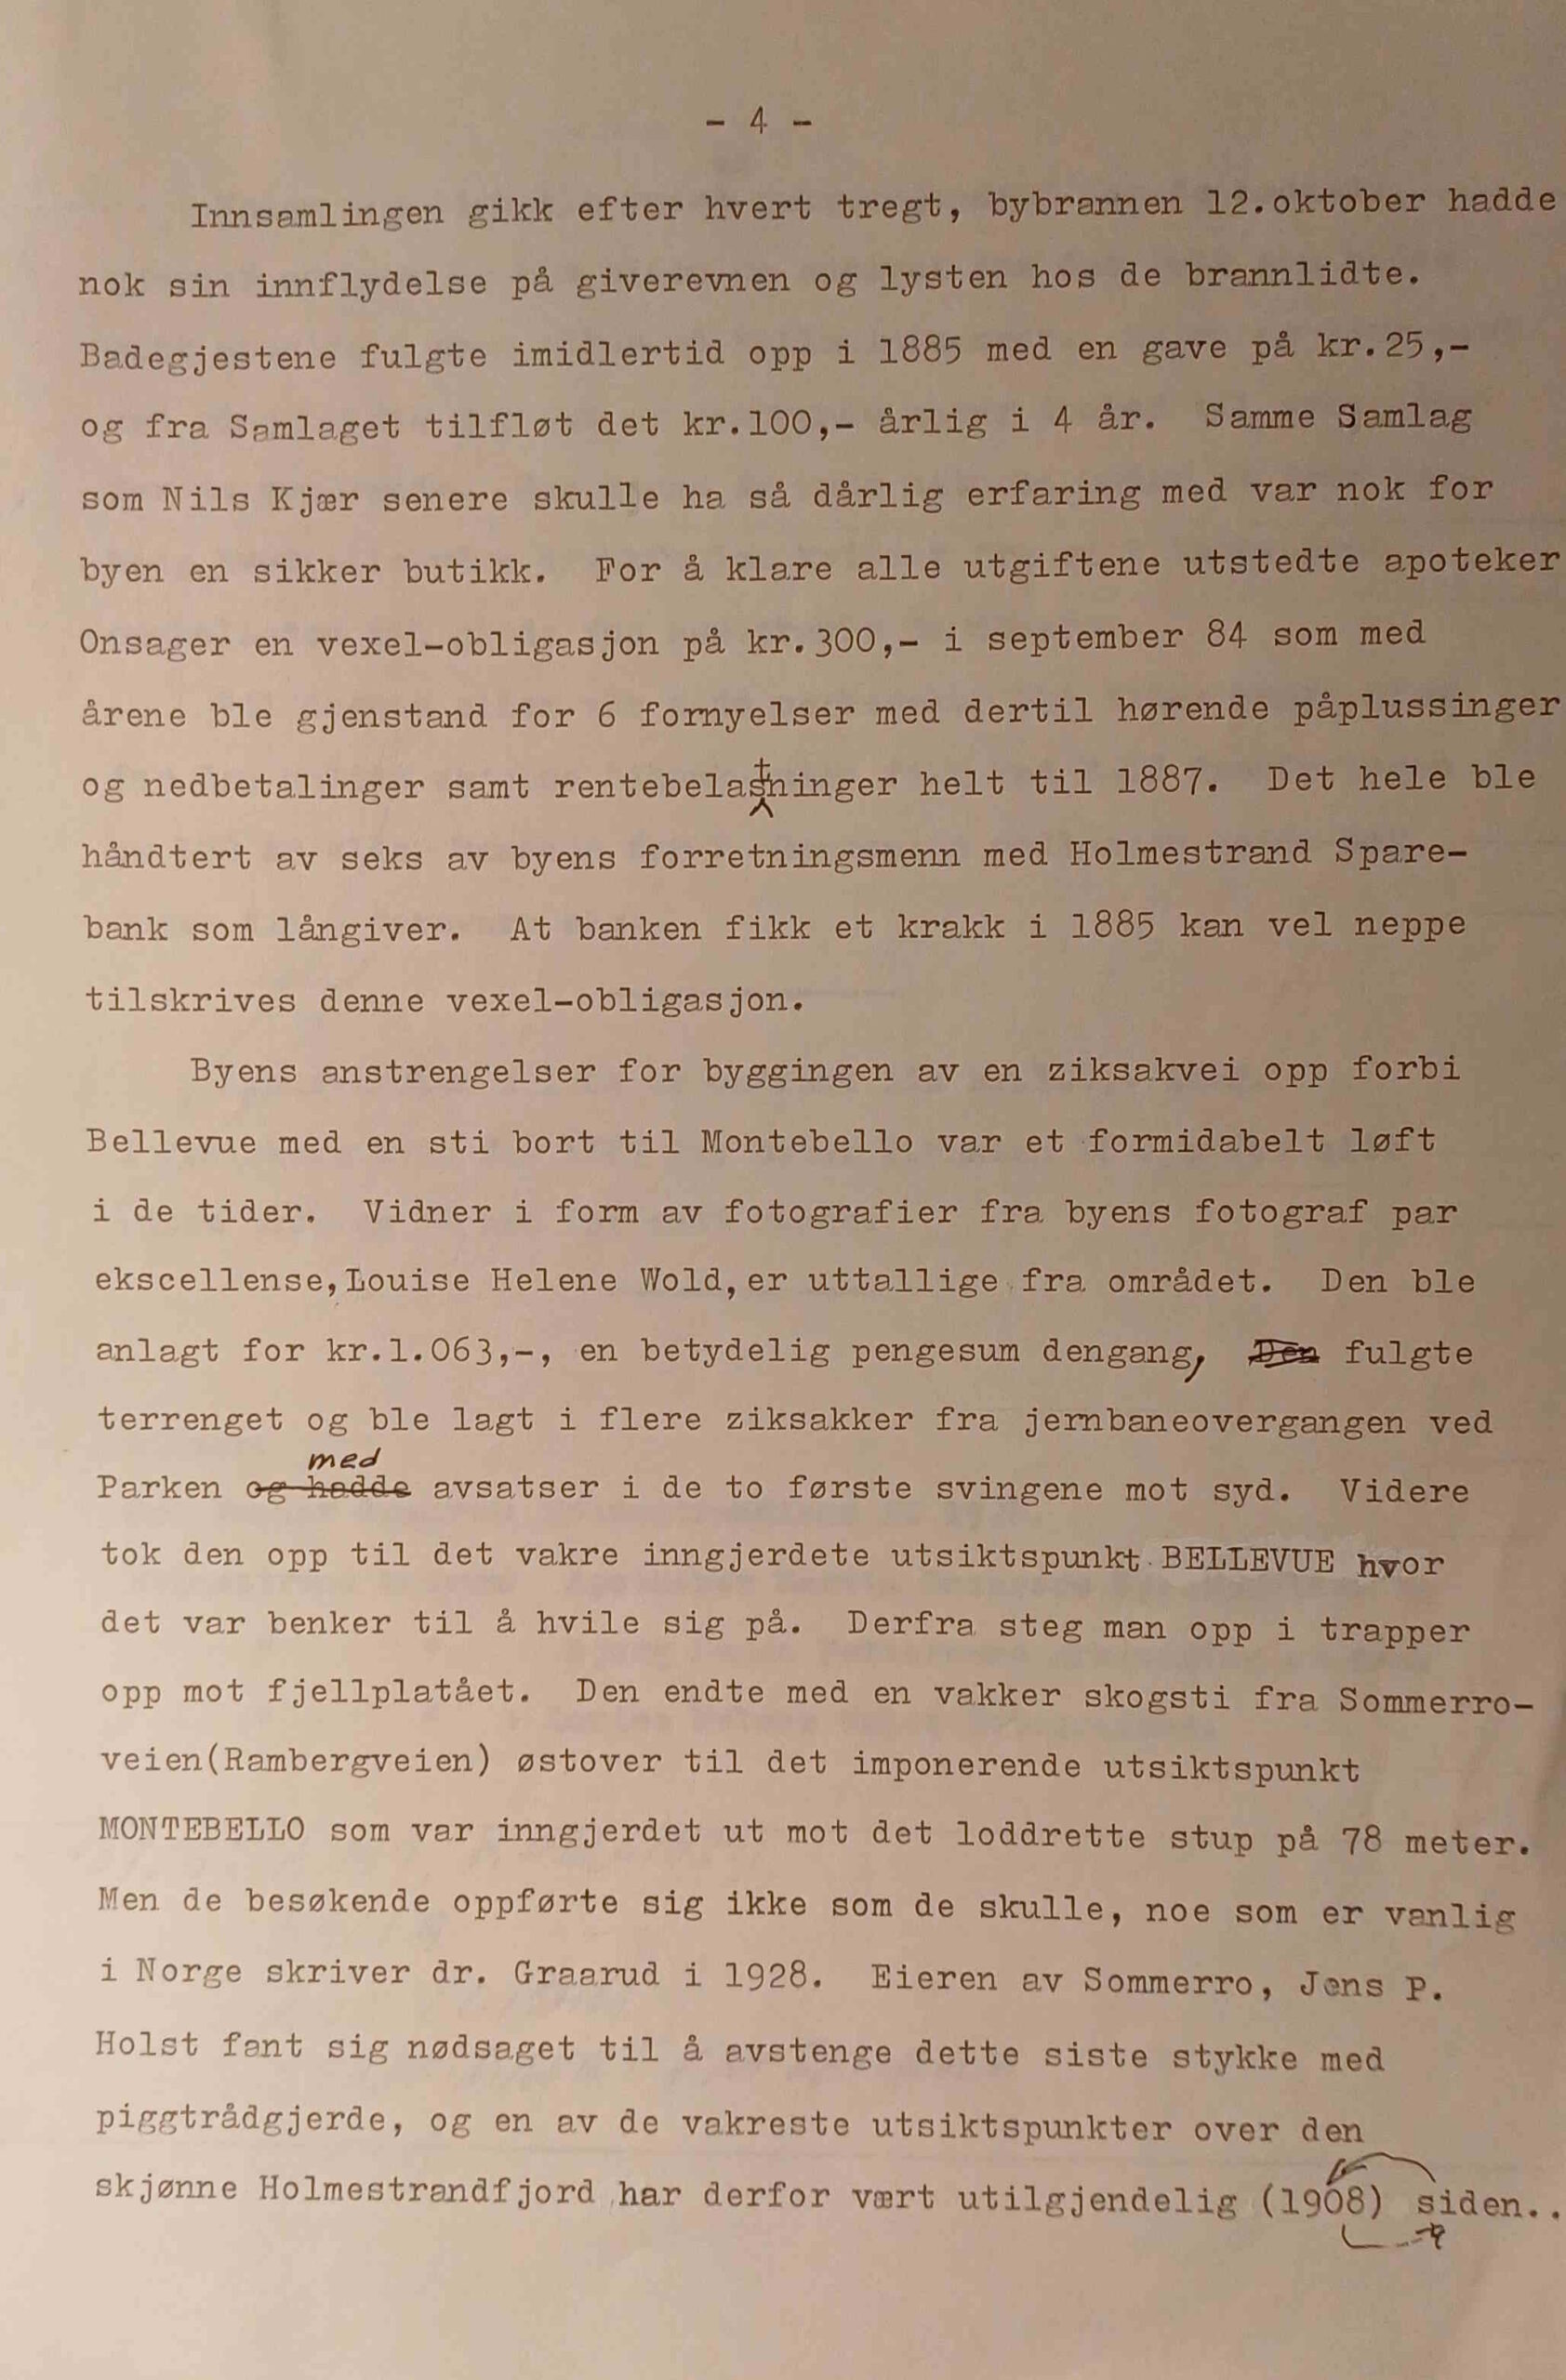 - 4 -
Innsamlingen gikk efter hvert tregt, bybrannen 12.oktober hadde
nok sin innflydelse på giverevnen og lysten hos de brannlidte.
Badegjestene fulgte imidlertid opp i 1885 med en gave på kr.25,-
og fra Samlaget tilfløt det kr.100,- årlig i 4 år. Samme Samlag
som Nils Kjær senere skulle ha så dårlig erfaring med var nok for
byen en sikker butikk. For å klare alle utgiftene utstedte apoteker
Onsager en vexel-obligasjon på kr.300,- i september 84 som med
årene ble gjenstand for 6 fornyelser med dertil hørende påplussinger
og nedbetalinger samt rentebelastninger helt til 1887. Det hele ble
håndtert av seks av byens forretningsmenn med Holmestrand Spare-
bank som långiver. At banken fikk et krakk i 1885 kan vel neppe
tilskrives denne vexel-obligasjon.
Byens anstrengelser for byggingen av en ziksakvei opp forbi
Bellevue med en sti bort til Montebello var et formidabelt løft
i de tider. Vidner i form av fotografier fra byens fotograf par
ekscellense,Louise Helene Wold,er uttallige fra området. Den ble
anlagt for kr.1.063,-, en betydelig pengesum dengang, Den fulgte
terrenget og ble lagt i flere ziksakker fra jernbaneovergangen ved
med
Parken og hadde avsatser i de to første svingene mot syd. Videre
tok den opp til det vakre inngjerdete utsiktspunkt BELLEVUE hvor
det var benker til å hvile sig på. Derfra steg man opp i trapper
opp mot fjellplatået. Den endte med en vakker skogsti fra Sommerro-
veien(Rambergveien) østover til det imponerende utsiktspunkt
MONTEBELLO som var inngjerdet ut mot det loddrette stup på 78 meter.
Men de besøkende oppførte sig ikke som de skulle, noe som er vanlig
i Norge skriver dr. Graarud i 1928. Eieren av Sommerro, Jens P.
Holst fant sig nødsaget til å avstenge dette siste stykke med
piggtrådgjerde, og en av de vakreste utsiktspunkter over den
skjønne Holmestrandfjord har derfor vært utilgjendelig (1908) siden..